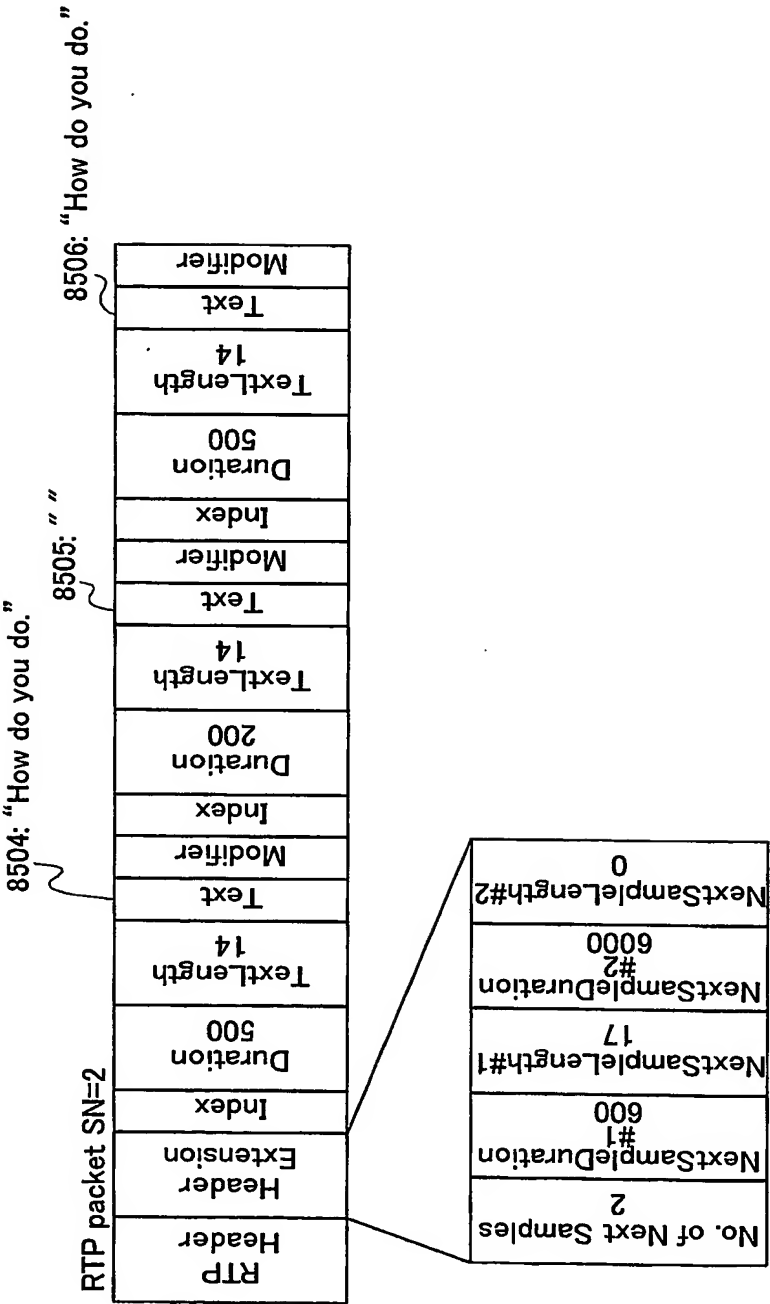 RTP packet SN=2
8504: “How do you do.”
8505: “ ”
8506: “How do you do.”
RTP
Header
Header
Extension
Index
Duration
500
TextLength
14
Text
Modifier
Index
Duration
200
TextLength
14
Text
Modifier
Index
Duration
500
TextLength
14
Text
Modifier
No. of Next Samples
2
NextSampleDuration
#1
600
NextSampleLength#1
17
NextSampleDuration
#2
6000
NextSampleLength#2
0